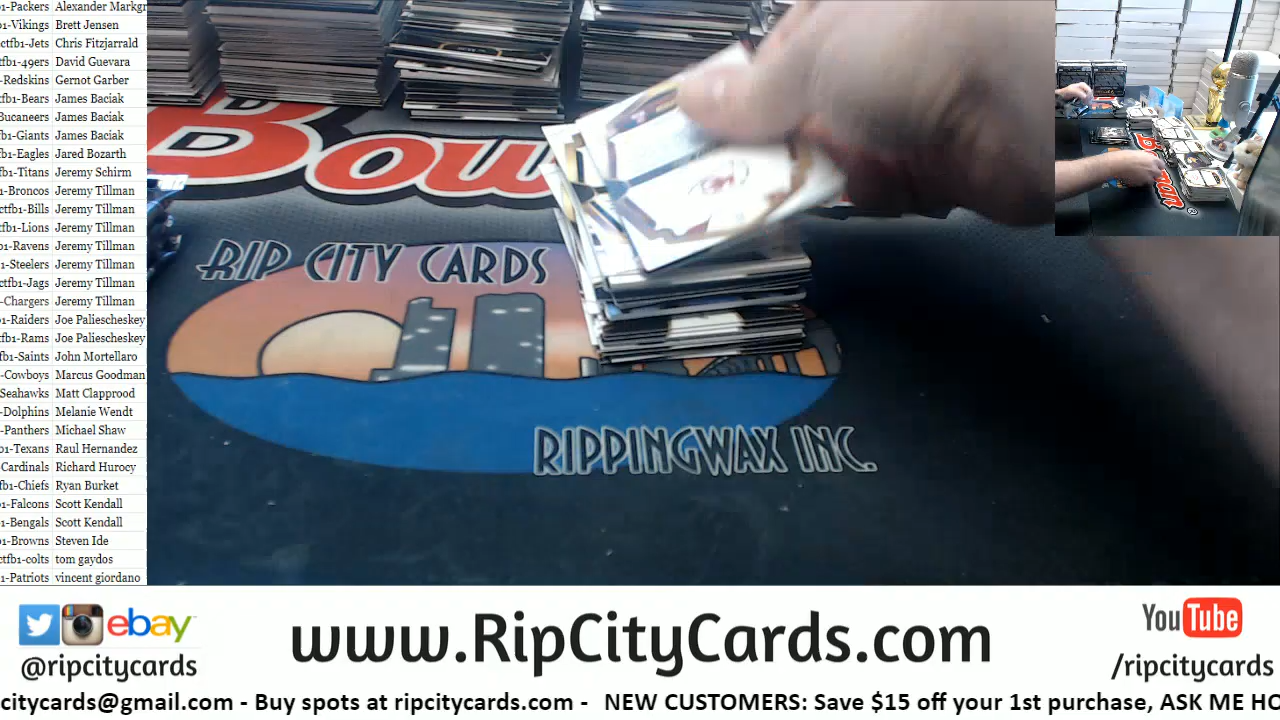 1-Packers Alexander Markgr
1-Vikings Brett Jensen
ctfb1-Jets Chris Fitzjarrald
tfb1-49ers David Guevara
-Redskins Gernot Garber
fb1-Bears James Baciak
Bucaneers James Baciak
fb1-Giants James Baciak
fb1-Eagles Jared Bozarth
fb1-Titans Jeremy Schirm
1-Broncos Jeremy Tillman
ctfb1-Bills Jeremy Tillman
fb1-Lions Jeremy Tillman
1-Ravens Jeremy Tillman
-Steelers Jeremy Tillman
ctfb1-Jags Jeremy Tillman
-Chargers Jeremy Tillman
1-Raiders Joe Paliescheskey
fb1-Rams Joe Paliescheskey
b1-Saints John Mortellaro
-Cowboys Marcus Goodman
Seahawks Matt Clapprood
-Dolphins Melanie Wendt
-Panthers Michael Shaw
1-Texans Raul Hernandez
-Cardinals Richard Hurocy
fb1-Chiefs Ryan Burket
1-Falcons Scott Kendall
1-Bengals Scott Kendall
1-Browns Steven Ide
ctfb1-colts tom gaydos
1-Patriots vincent giordano
Bow
RIP CITY CARDS
RIPPINGWAX INC.
ebay
@ripcitycards
www.RipCityCards.com
YouTube
/ripcitycards
citycards@gmail.com - Buy spots at ripcitycards.com - NEW CUSTOMERS: Save $15 off your 1st purchase, ASK ME HO